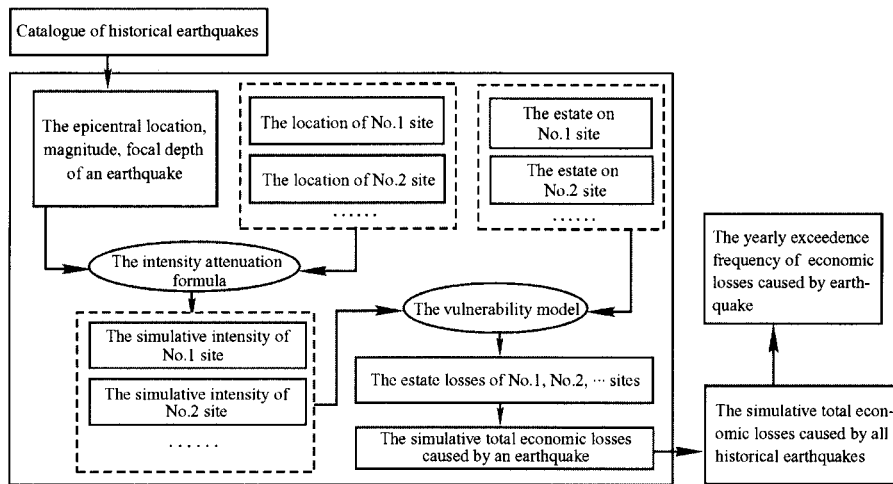 Catalogue of historical earthquakes
The epicentral location,
magnitude, focal depth
of an earthquake
The location of No.1 site
The location of No.2 site
······
The estate on
No.1 site
The estate on
No.2 site
······
The intensity attenuation
formula
The simulative intensity of
No.1 site
The simulative intensity of
No.2 site
······
The vulnerability model
The estate losses of No.1, No.2, ··· sites
The simulative total economic losses
caused by an earthquake
The yearly exceedence
frequency of economic
losses caused by earth-
quake
The simulative total econ-
omic losses caused by all
historical earthquakes